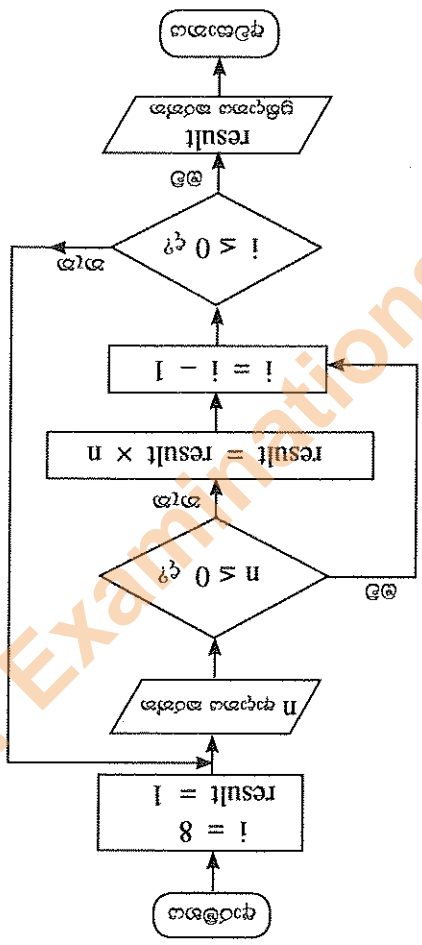 ආරම්භය
i = 8
result = 1
n ආදානය කරන්න
n ≤ 0 ද?
ඔව්
නැත
result = result × n
i = i − 1
i ≤ 0 ද?
නැත
ඔව්
result
ප්‍රතිදානය කරන්න
අවසානය
Examinations